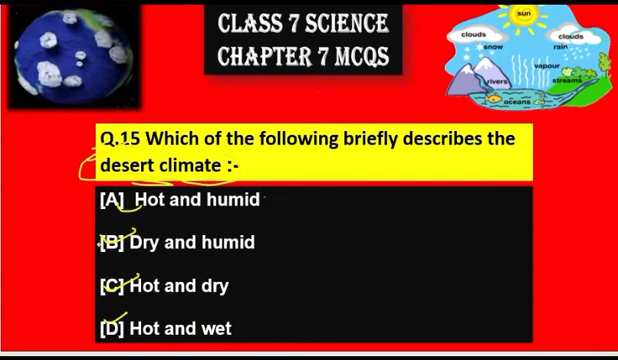 CLASS 7 SCIENCE
CHAPTER 7 MCQS
sun
clouds
clouds
snow
rain
vapour
rivers
streams
oceans
Q.15 Which of the following briefly describes the
desert climate :-
[A] Hot and humid
[B] Dry and humid
[C] Hot and dry
[D] Hot and wet